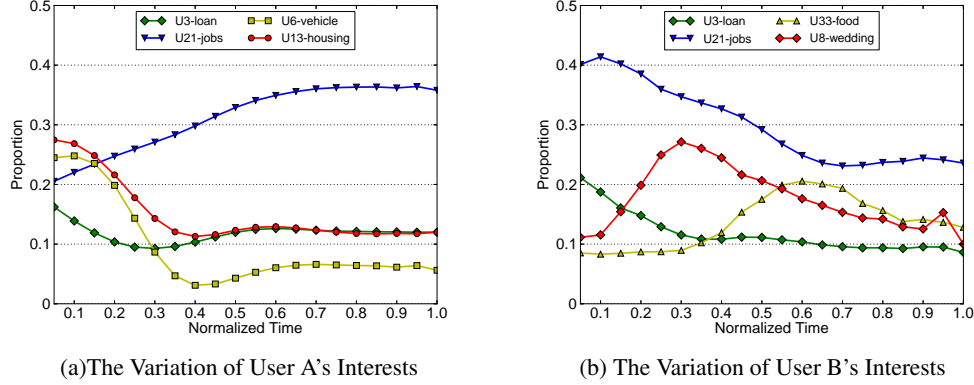 U3-loan
U21-jobs
U6-vehicle
U13-housing
Proportion
0.4
0.3
0.2
0.1
0
0.1 0.2 0.3 0.4 0.5 0.6 0.7 0.8 0.9 1.0
Normalized Time
(a)The Variation of User A's Interests
U3-loan
U21-jobs
U33-food
U8-wedding
Proportion
0.4
0.3
0.2
0.1
0
0.1 0.2 0.3 0.4 0.5 0.6 0.7 0.8 0.9 1.0
Normalized Time
(b) The Variation of User B's Interests